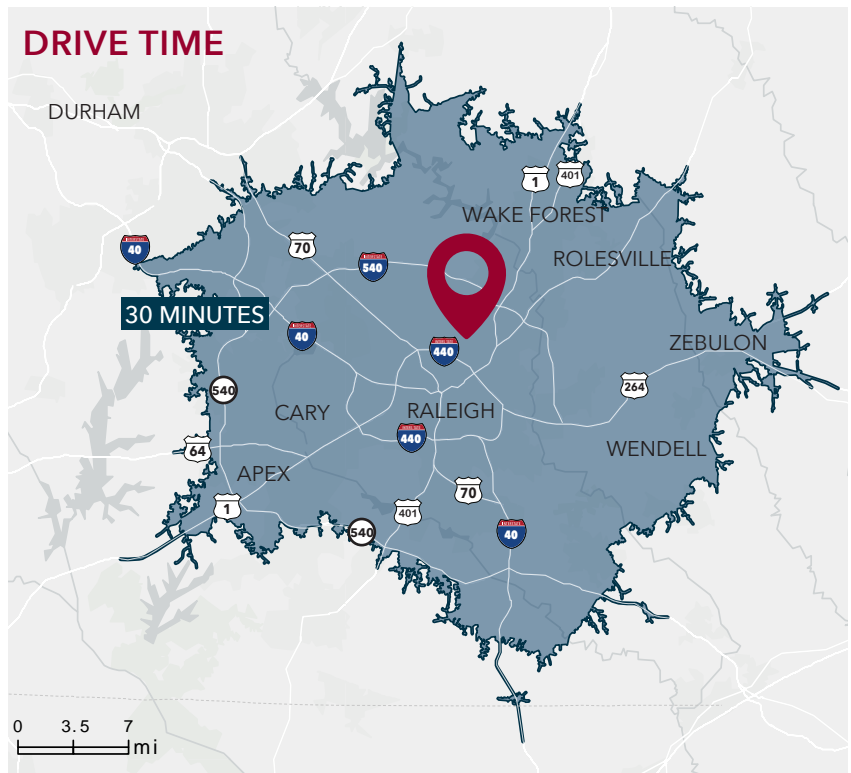 DRIVE TIME
DURHAM
1
401
WAKE FOREST
40
70
540
ROLESVILLE
30 MINUTES
40
440
ZEBULON
540
264
CARY
RALEIGH
440
WENDELL
64
APEX
70
1
401
540
40
0 3.5 7
mi